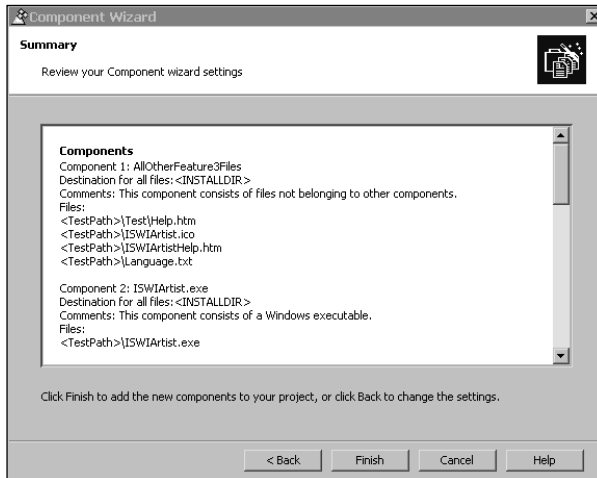 Component Wizard
Summary
Review your Component wizard settings
Components
Component 1: AllOtherFeature3Files
Destination for all files:<INSTALLDIR>
Comments: This component consists of files not belonging to other components.
Files:
<TestPath>\Test\Help.htm
<TestPath>\ISWIArtist.ico
<TestPath>\ISWIArtistHelp.htm
<TestPath>\Language.txt
Component 2: ISWIArtist.exe
Destination for all files:<INSTALLDIR>
Comments: This component consists of a Windows executable.
Files:
<TestPath>\ISWIArtist.exe
Click Finish to add the new components to your project, or click Back to change the settings.
< Back Finish Cancel Help